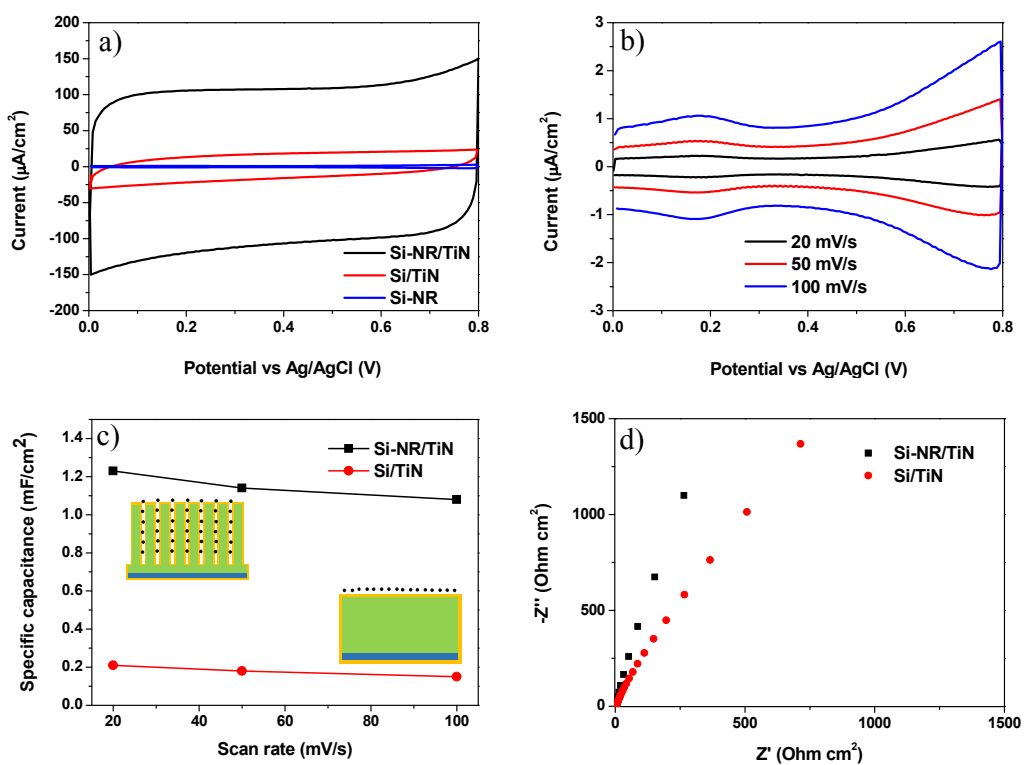 a)
150
100
50
0
-50
-100
-150
-200
200
Current (µA/cm²)
0.0 0.2 0.4 0.6 0.8
Potential vs Ag/AgCl (V)
Si-NR/TiN
Si/TiN
Si-NR
b)
3
2
1
0
-1
-2
-3
Current (µA/cm²)
0.0 0.2 0.4 0.6 0.8
Potential vs Ag/AgCl (V)
20 mV/s
50 mV/s
100 mV/s
c)
1.4
1.2
1.0
0.8
0.6
0.4
0.2
0.0
Specific capacitance (mF/cm²)
20 40 60 80 100
Scan rate (mV/s)
Si-NR/TiN
Si/TiN
d)
1500
1000
500
0
-Z'' (Ohm cm²)
0 500 1000 1500
Z' (Ohm cm²)
Si-NR/TiN
Si/TiN